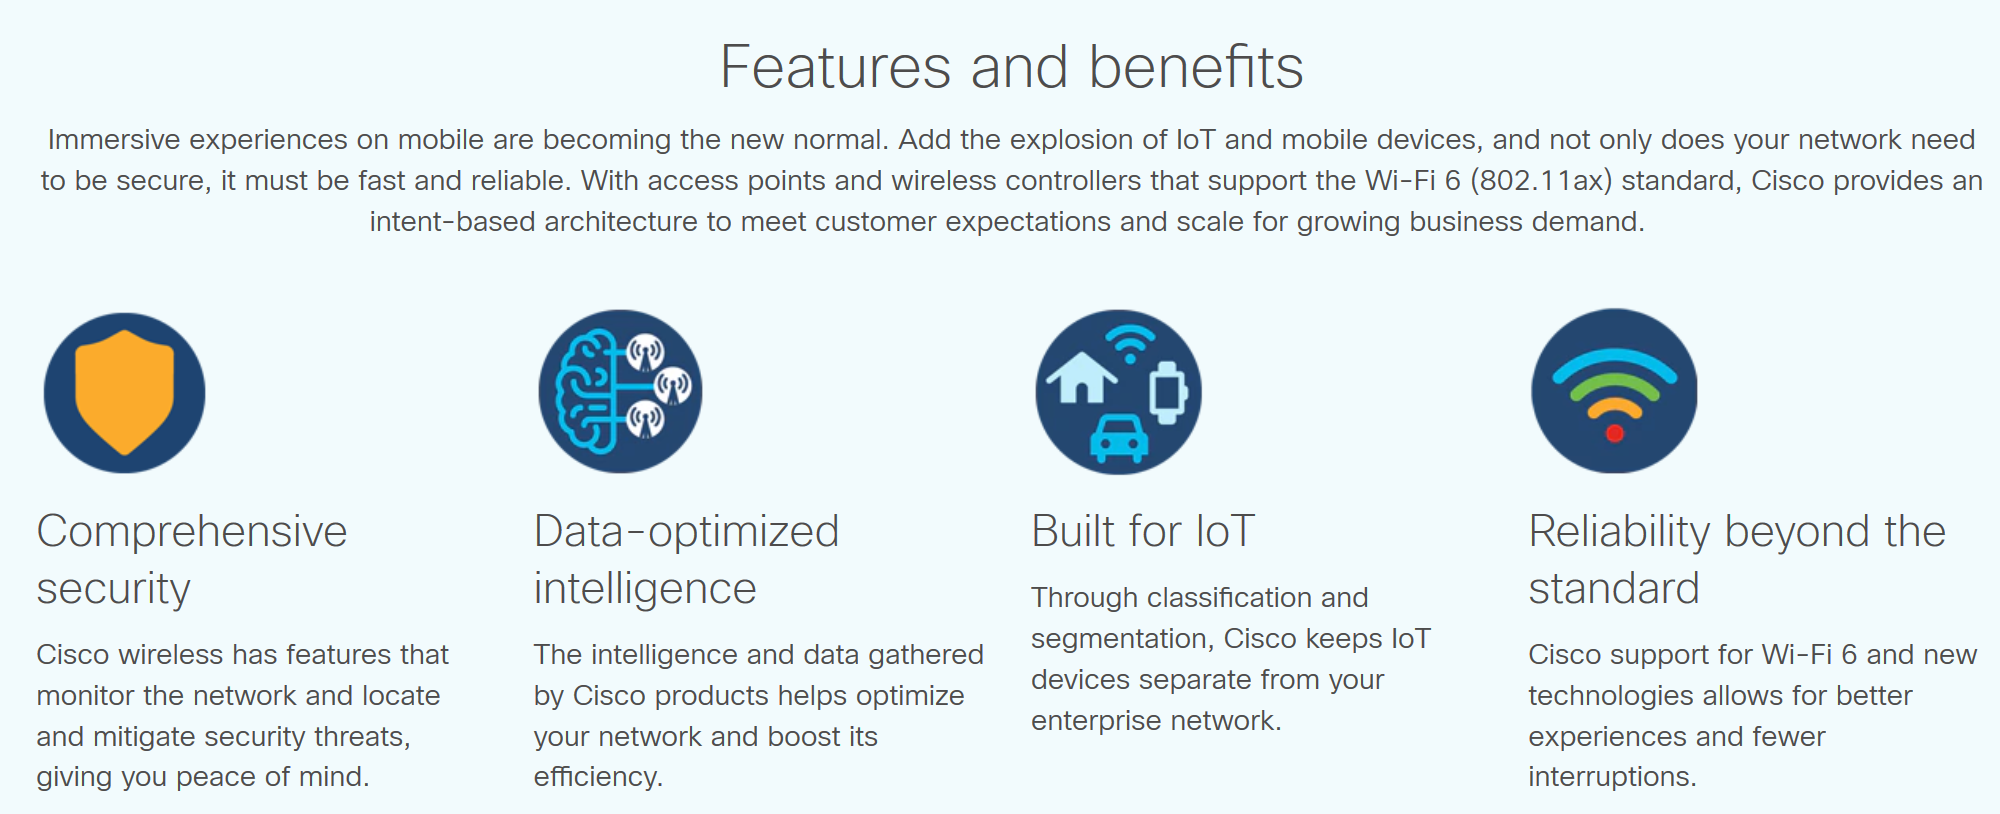 Features and benefits
Immersive experiences on mobile are becoming the new normal. Add the explosion of IoT and mobile devices, and not only does your network need
to be secure, it must be fast and reliable. With access points and wireless controllers that support the Wi-Fi 6 (802.11ax) standard, Cisco provides an
intent-based architecture to meet customer expectations and scale for growing business demand.
Comprehensive
security
Cisco wireless has features that
monitor the network and locate
and mitigate security threats,
giving you peace of mind.
Data-optimized
intelligence
The intelligence and data gathered
by Cisco products helps optimize
your network and boost its
efficiency.
Built for IoT
Through classification and
segmentation, Cisco keeps IoT
devices separate from your
enterprise network.
Reliability beyond the
standard
Cisco support for Wi-Fi 6 and new
technologies allows for better
experiences and fewer
interruptions.